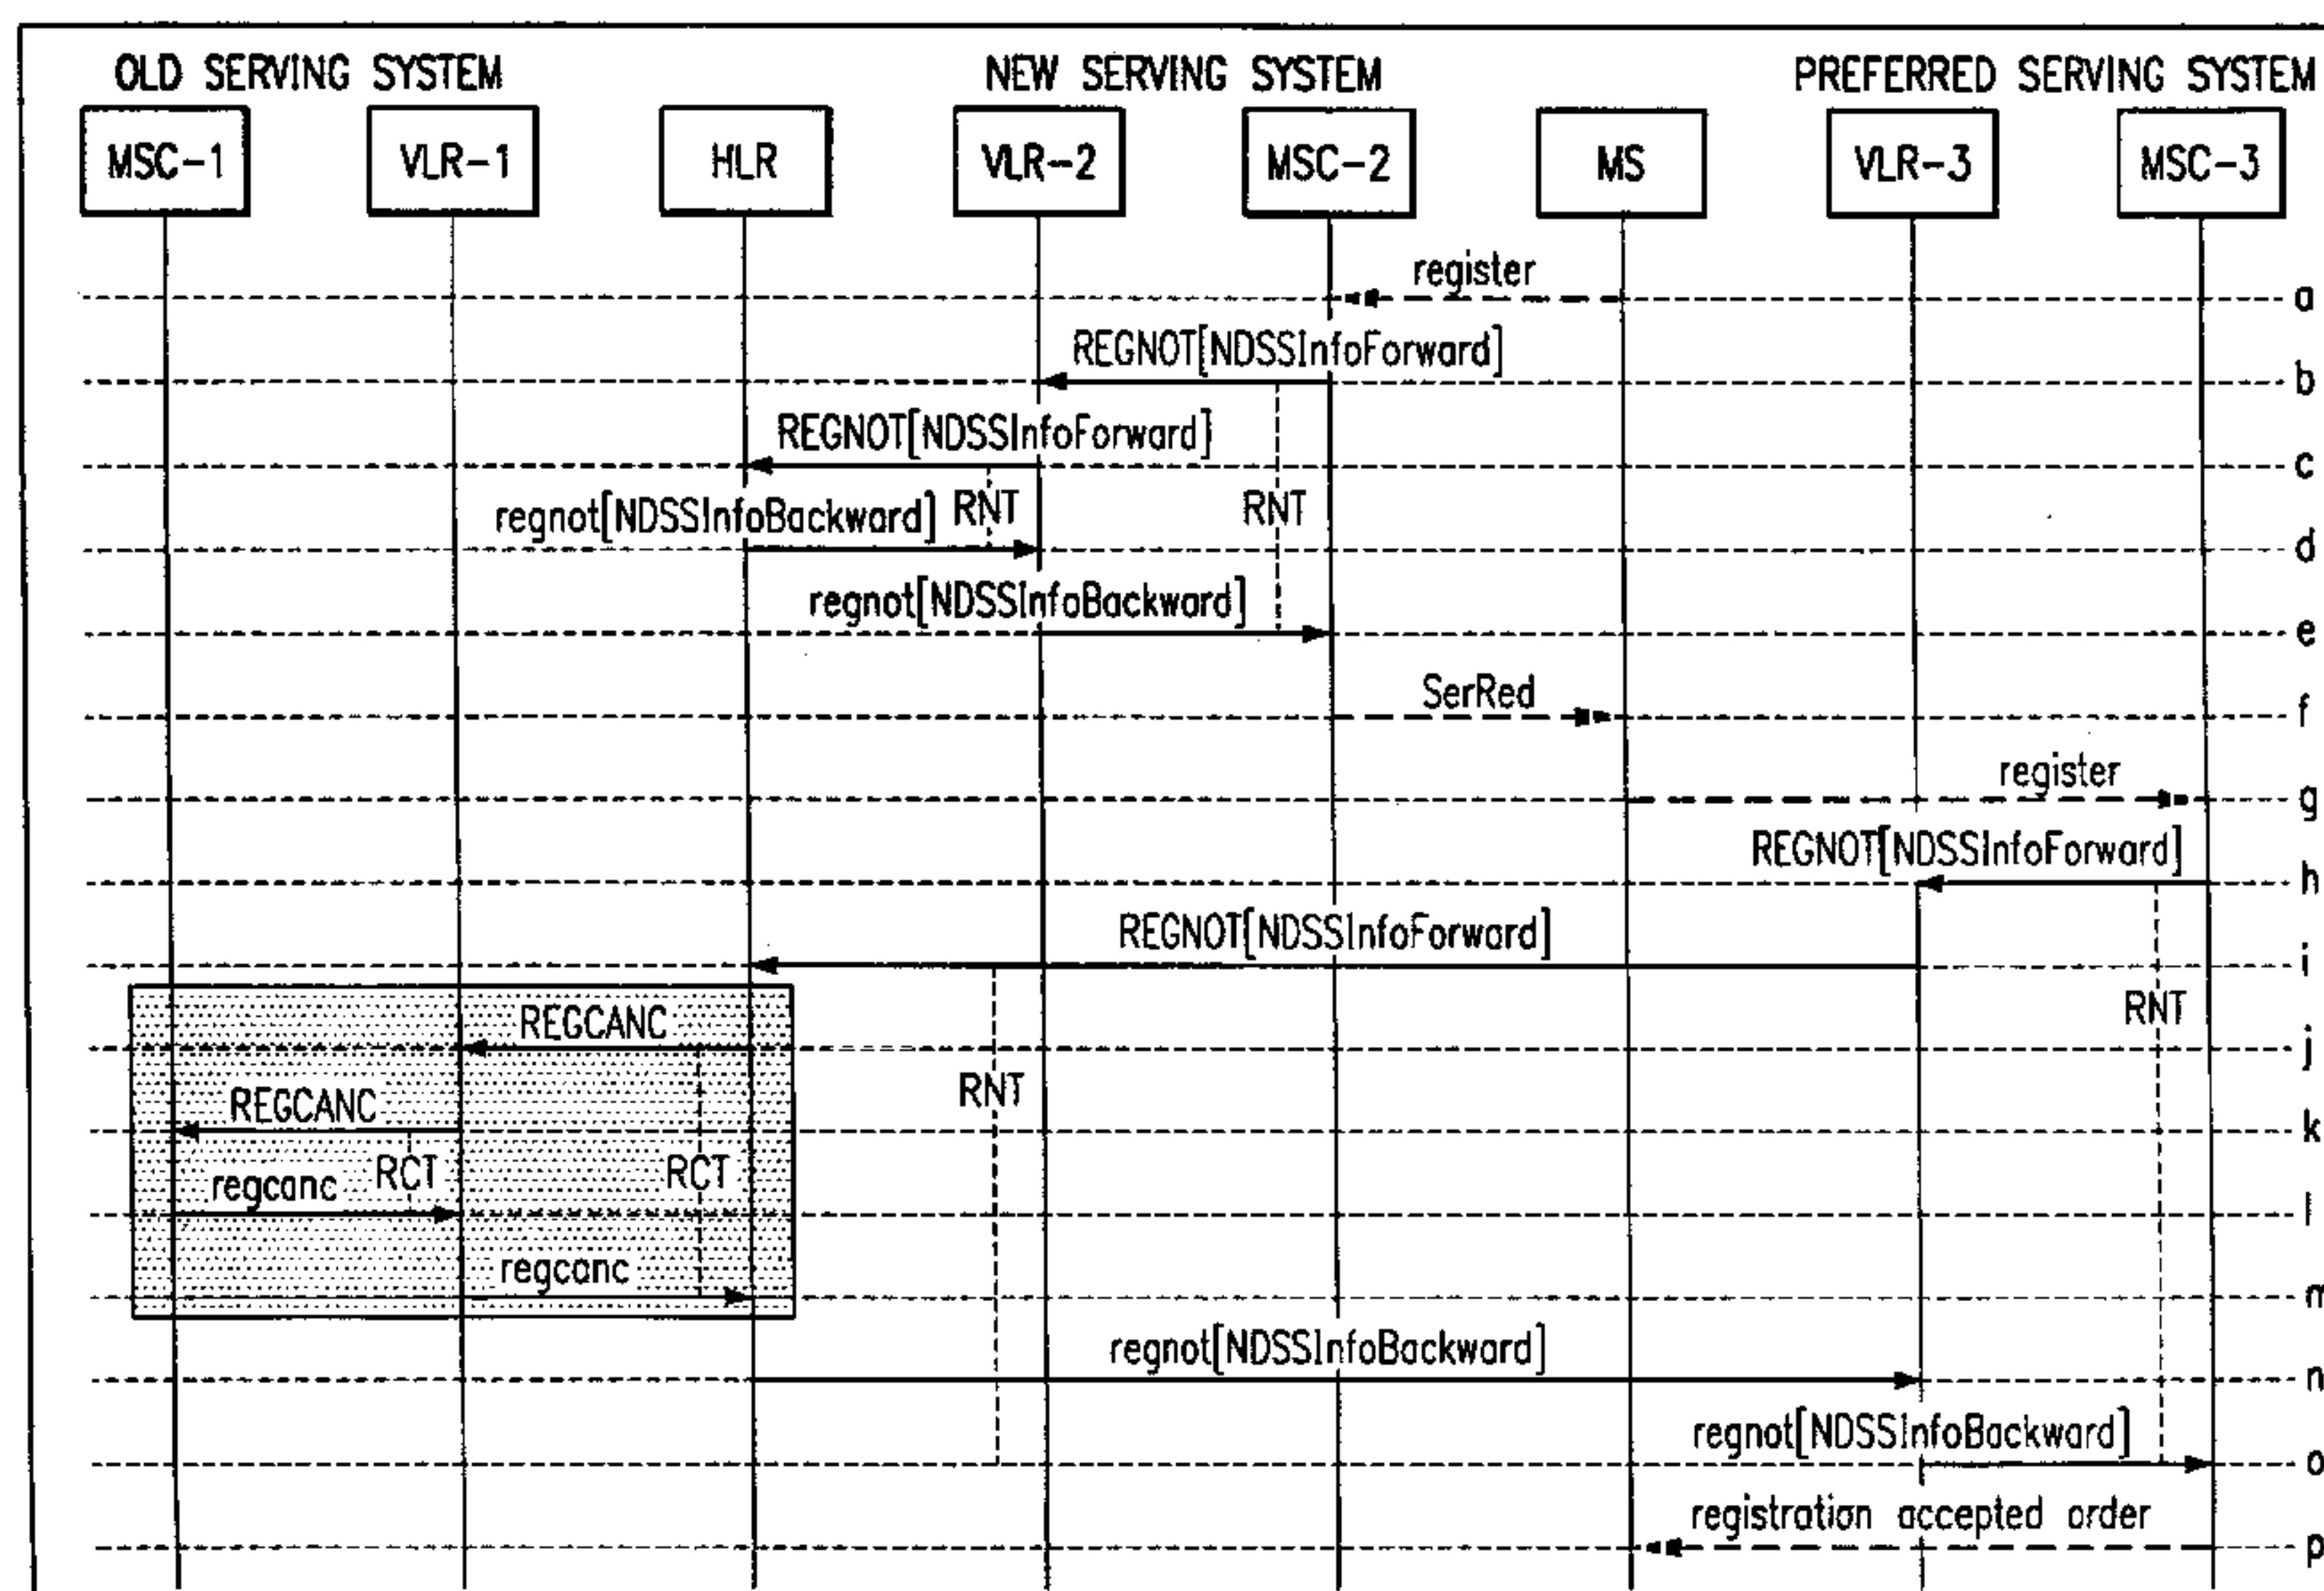 OLD SERVING SYSTEM
NEW SERVING SYSTEM
PREFERRED SERVING SYSTEM
MSC-1
VLR-1
HLR
VLR-2
MSC-2
MS
VLR-3
MSC-3
register
a
REGNOT[NDSSInfoForward]
b
REGNOT[NDSSInfoForward]
c
regnot[NDSSInfoBackward]
RNT
RNT
d
regnot[NDSSInfoBackward]
e
SerRed
f
register
g
REGNOT[NDSSInfoForward]
h
REGNOT[NDSSInfoForward]
i
REGCANC
RNT
j
REGCANC
RNT
k
regcanc
RCT
RCT
l
regcanc
m
regnot[NDSSInfoBackward]
n
regnot[NDSSInfoBackward]
o
registration accepted order
p